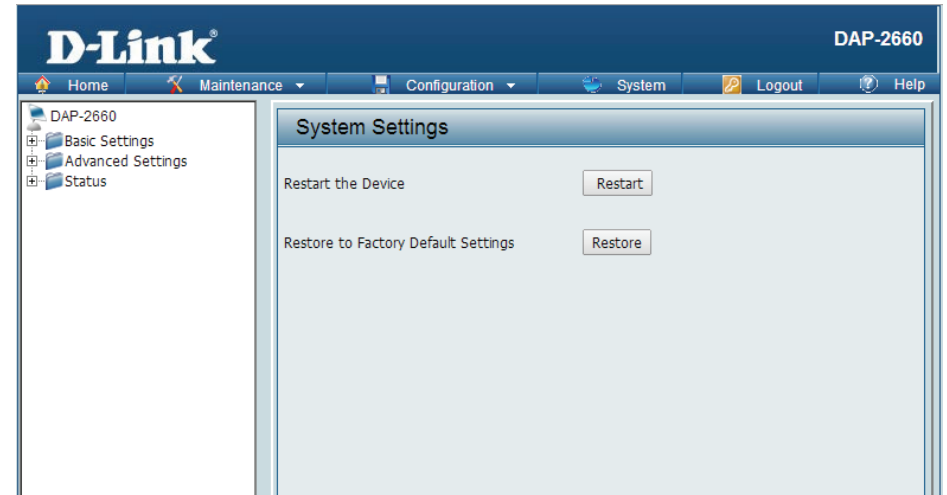 D-Link®
DAP-2660
Home Maintenance Configuration System Logout Help
DAP-2660
Basic Settings
Advanced Settings
Status
System Settings
Restart the Device Restart
Restore to Factory Default Settings Restore